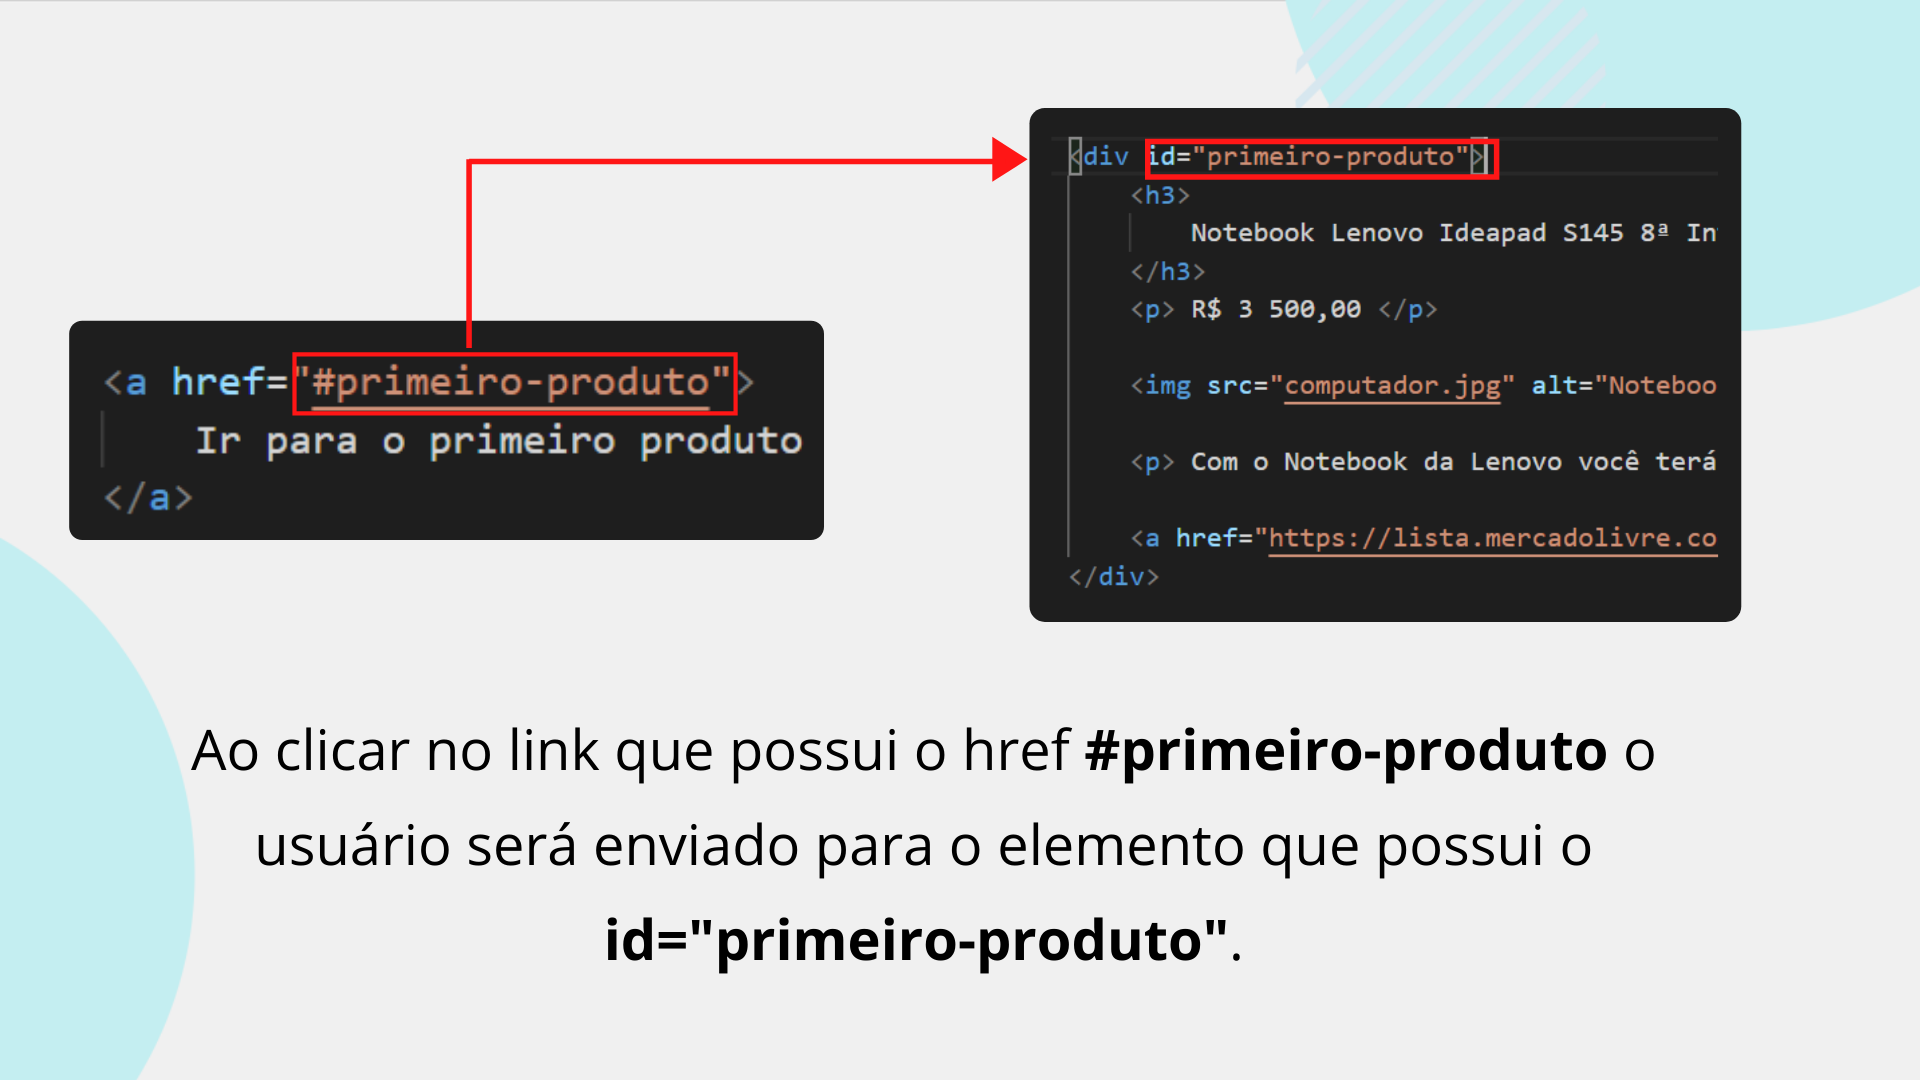 <a href="#primeiro-produto">
Ir para o primeiro produto
</a>
<div id="primeiro-produto">
<h3>
Notebook Lenovo Ideapad S145 8ª
</h3>
<p> R$ 3 500,00 </p>
<img src="computador.jpg" alt="Noteboo
<p> Com o Notebook da Lenovo você terá
<a href="https://lista.mercadolivre.co
</div>
Ao clicar no link que possui o href #primeiro-produto o
usuário será enviado para o elemento que possui o
id="primeiro-produto".